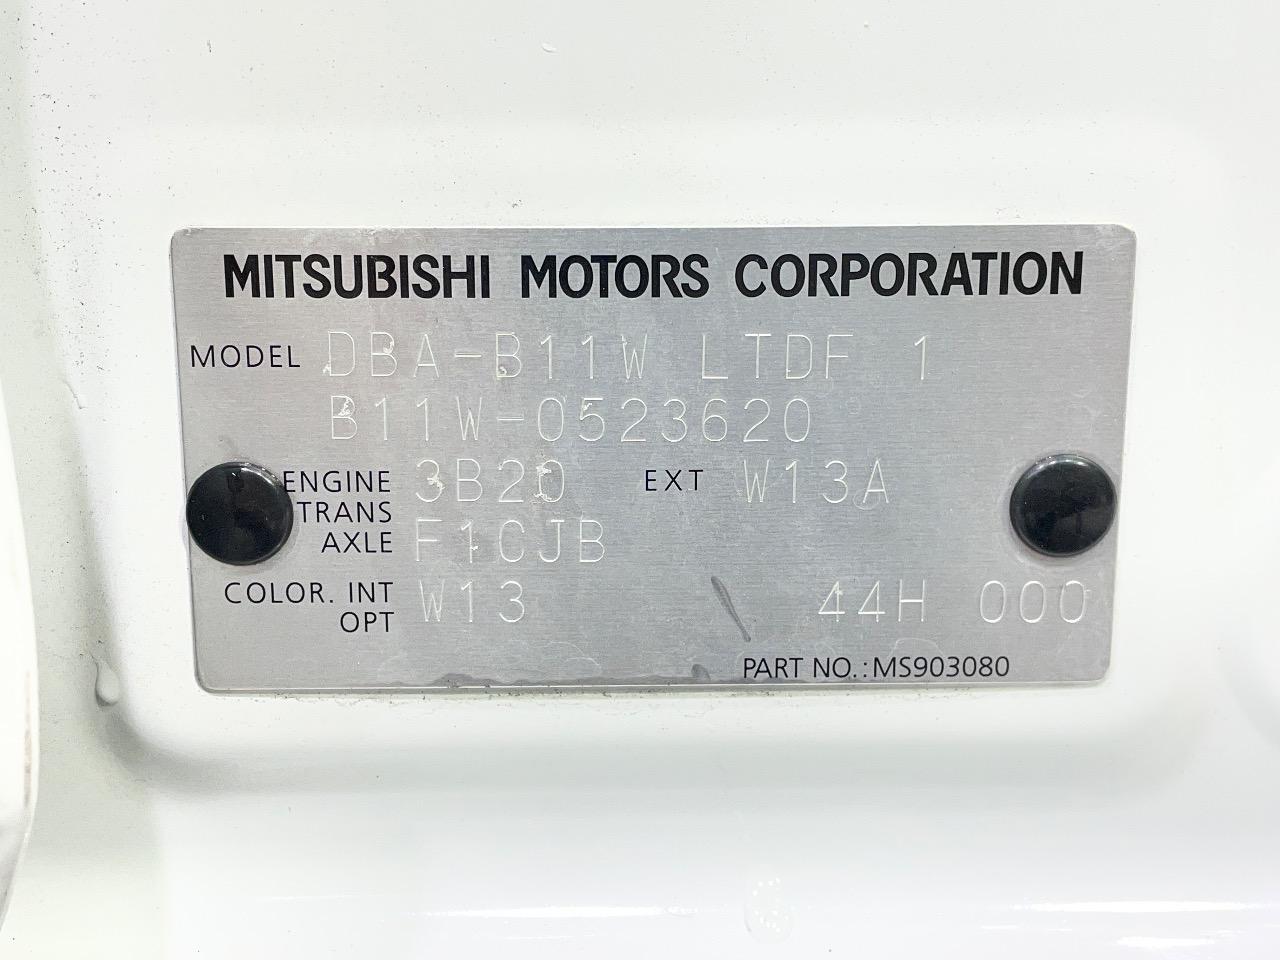 MITSUBISHI MOTORS CORPORATION
MODEL DBA-B11W LTDF 1
B11W-0523620
ENGINE 3B20 EXT W13A
TRANS
AXLE F1CJB
COLOR. INT W13 44H 000
OPT
PART NO.:MS903080